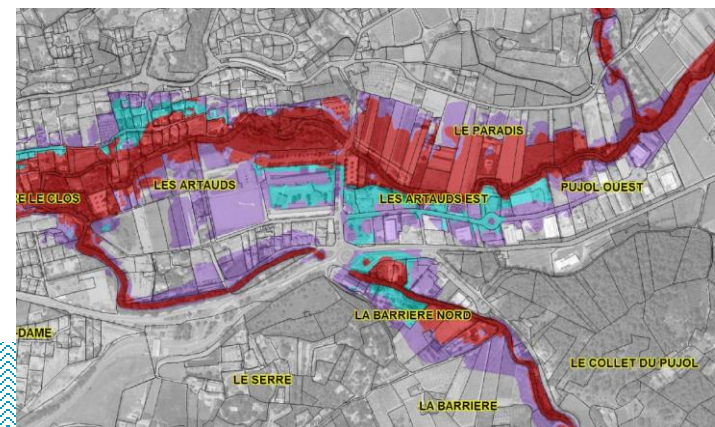 LE PARADIS
LES ARTAUDS
PUJOL OUEST
RE LE CLOS
LES ARTAUDS EST
LA BARRIERE NORD
-DAME
LE COLLET DU PUJOL
LE SERRE
LA BARRIERE